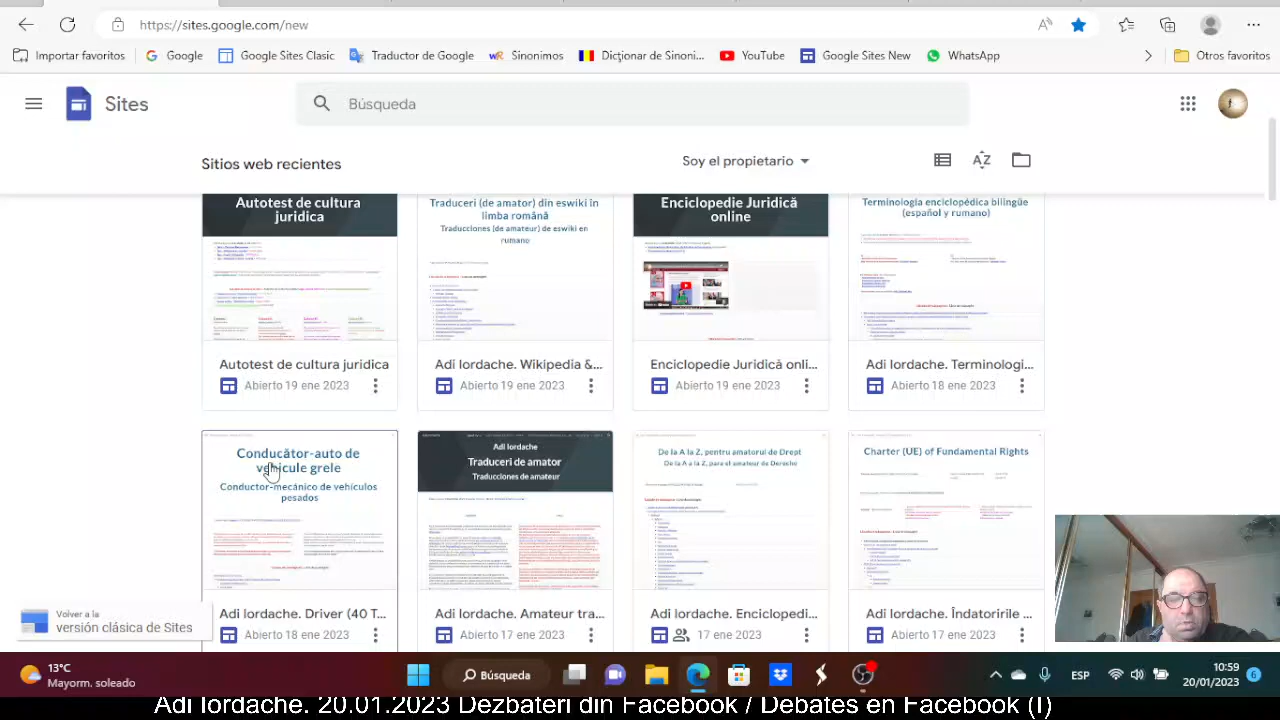 https://sites.google.com/new
Importar favoritos
Google
Google Sites Clasic
Traductor de Google
Sinonimos
Dicționar de Sinoni...
YouTube
Google Sites New
WhatsApp
Otros favoritos
Sites
Búsqueda
Sitios web recientes
Soy el propietario
AZ
Autotest de cultura
juridica
Traduceri (de amator) din eswiki în
limba română
Traducciones (de amateur) de eswiki en
rumano
Enciclopedie Juridică
online
Terminologia enciclopédica bilingüe
(español y rumano)
Autotest de cultura juridica
Adi Iordache. Wikipedia &...
Enciclopedie Juridică onli...
Adi Iordache. Terminologi...
Abierto 19 ene 2023
Abierto 19 ene 2023
Abierto 19 ene 2023
Abierto 18 ene 2023
Conducător-auto de
vehicule grele
Conductor-mecánico de vehículos
pesados
Adi Iordache
Traduceri de amator
Traducciones de amateur
De la A la Z, pentru amatorul de Drept
De la A la Z, para el amateur de Derecho
Charter (UE) of Fundamental Rights
Volver a la
versión clásica de Sites
Adi Iordache. Driver (40 T...
Adi Iordache. Amateur tra...
Adi Iordache. Enciclopedi...
Adi Iordache. Îndatoririle ...
Abierto 18 ene 2023
Abierto 17 ene 2023
17 ene 2023
Abierto 17 ene 2023
13°C
Mayorm. soleado
Búsqueda
ESP
10:59
20/01/2023
6
Adi Iordache. 20.01.2023 Dezbateri din Facebook / Debates en Facebook (I)